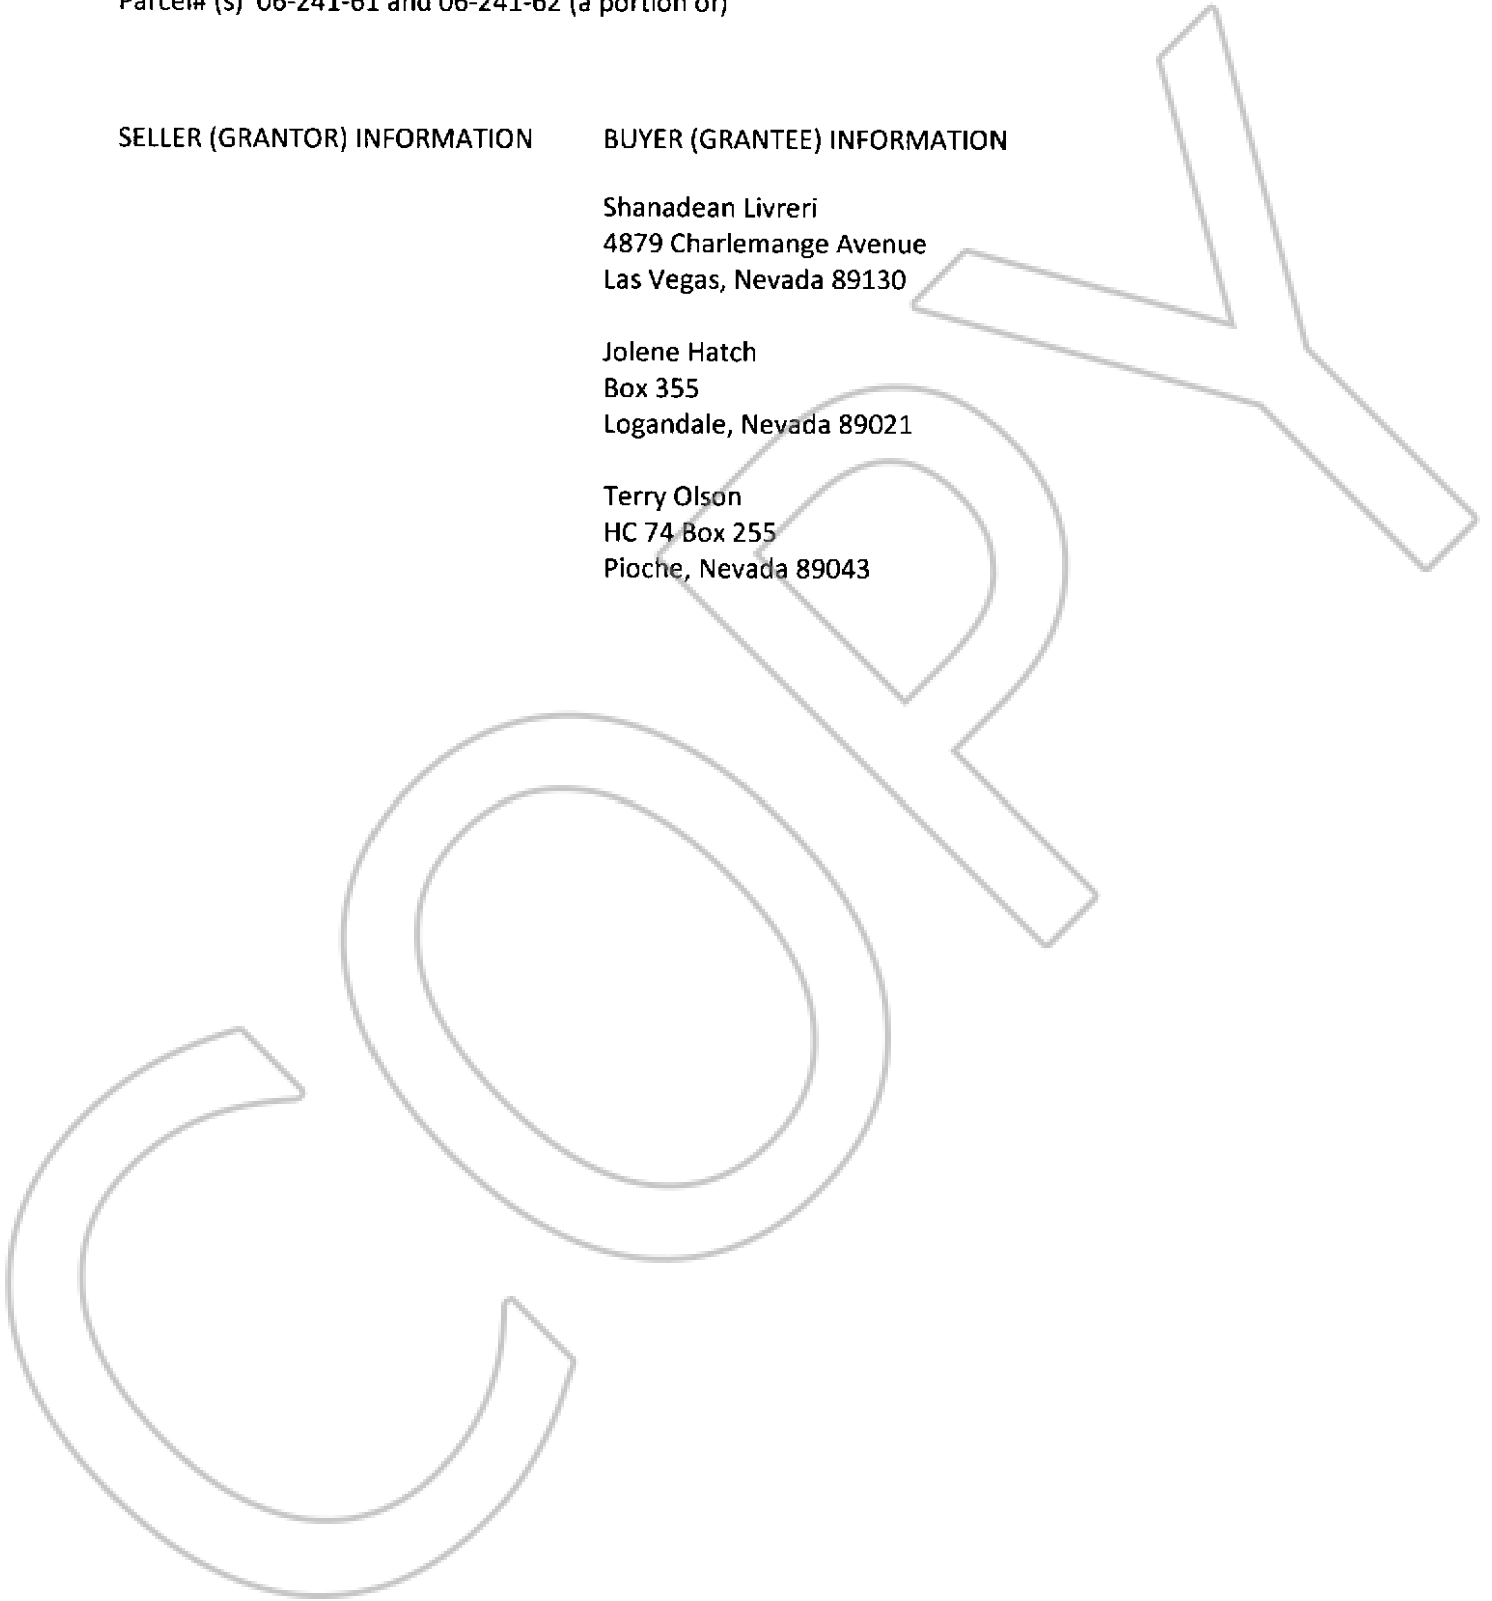 Parcel# (s) 06-241-61 and 06-241-62 (a portion of)
SELLER (GRANTOR) INFORMATION
BUYER (GRANTEE) INFORMATION
Shanadean Livreri
4879 Charlemange Avenue
Las Vegas, Nevada 89130
Jolene Hatch
Box 355
Logandale, Nevada 89021
Terry Olson
HC 74 Box 255
Pioche, Nevada 89043
COPY